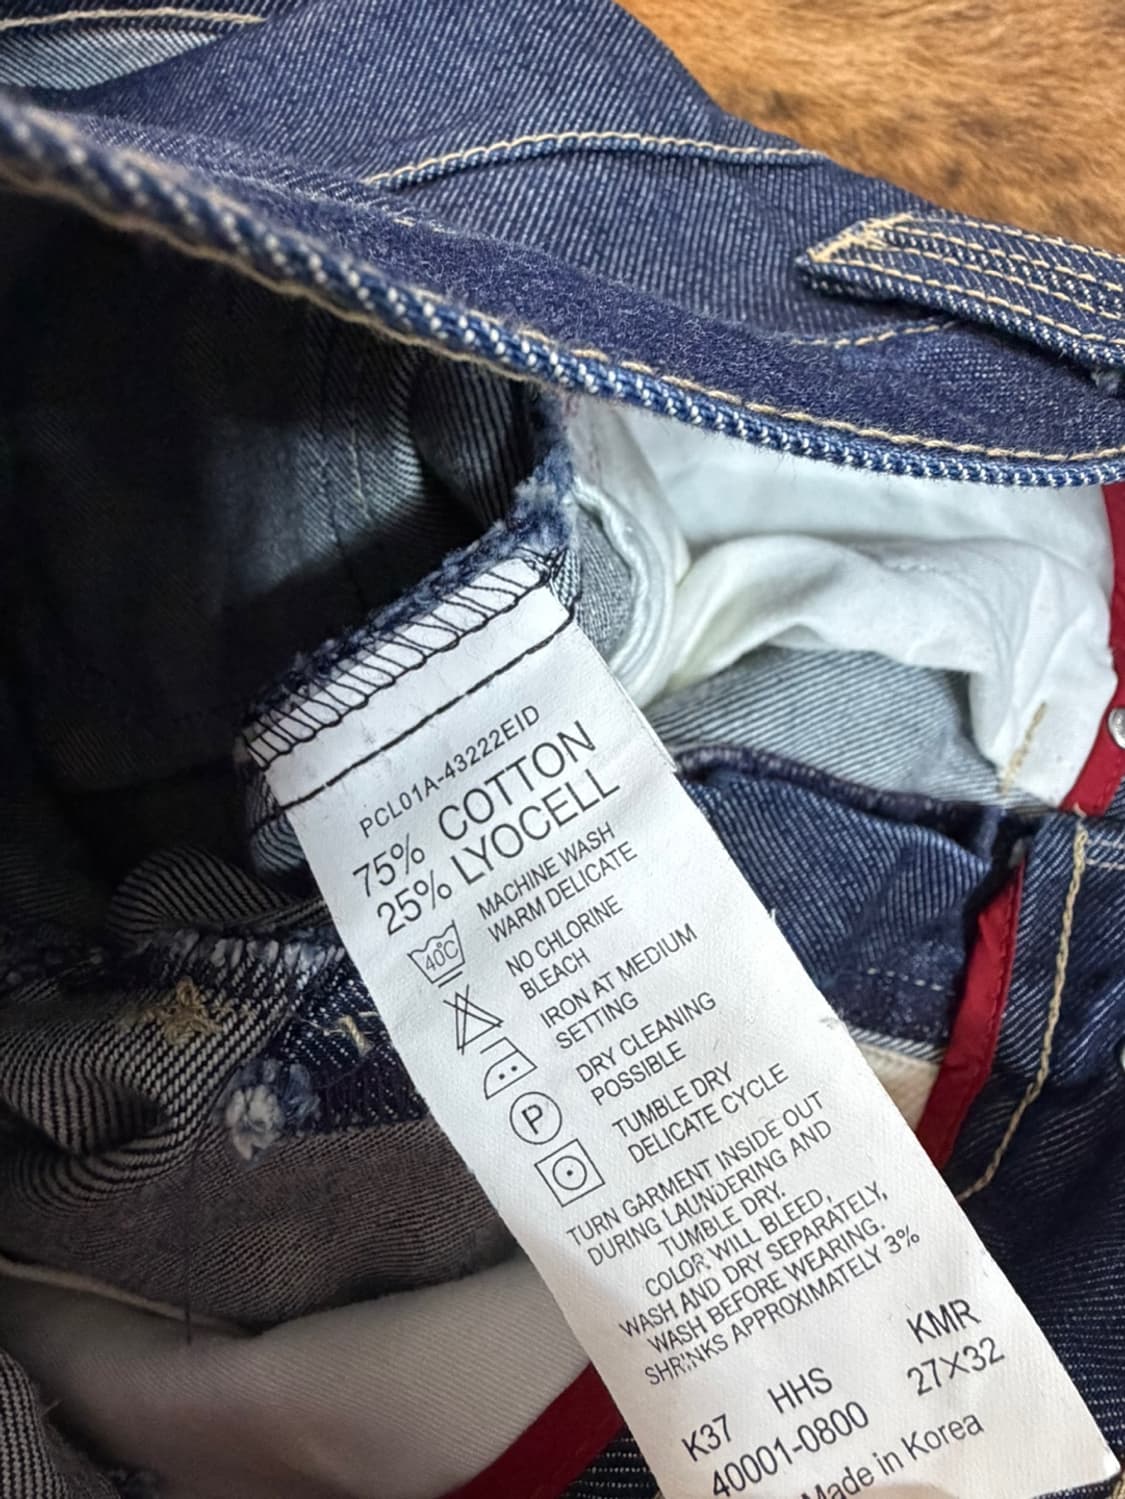 PCL01A-43222EID
75% COTTON
25% LYOCELL
MACHINE WASH
WARM DELICATE
40°C
NO CHLORINE
BLEACH
IRON AT MEDIUM
SETTING
DRY CLEANING
POSSIBLE
P
TUMBLE DRY
DELICATE CYCLE
TURN GARMENT INSIDE OUT
DURING LAUNDERING AND
TUMBLE DRY.
COLOR WILL BLEED,
WASH AND DRY SEPARATELY,
WASH BEFORE WEARING.
SHRINKS APPROXIMATELY 3%
K37 HHS KMR
40001-0800 27X32
Made in Korea